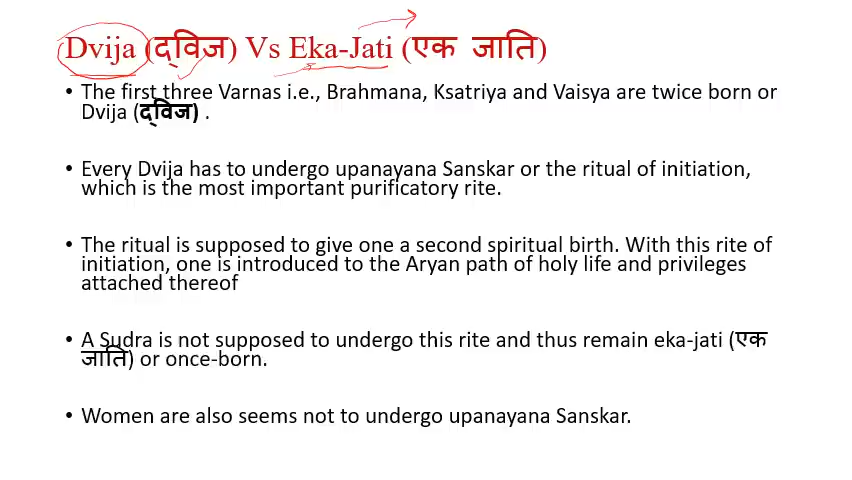 Dvija (द्विज) Vs Eka-Jati (एक जाति)
• The first three Varnas i.e., Brahmana, Ksatriya and Vaisya are twice born or
Dvija (द्विज) .
• Every Dvija has to undergo upanayana Sanskar or the ritual of initiation,
which is the most important purificatory rite.
• The ritual is supposed to give one a second spiritual birth. With this rite of
initiation, one is introduced to the Aryan path of holy life and privileges
attached thereof
• A Sudra is not supposed to undergo this rite and thus remain eka-jati (एक
जाति) or once-born.
• Women are also seems not to undergo upanayana Sanskar.